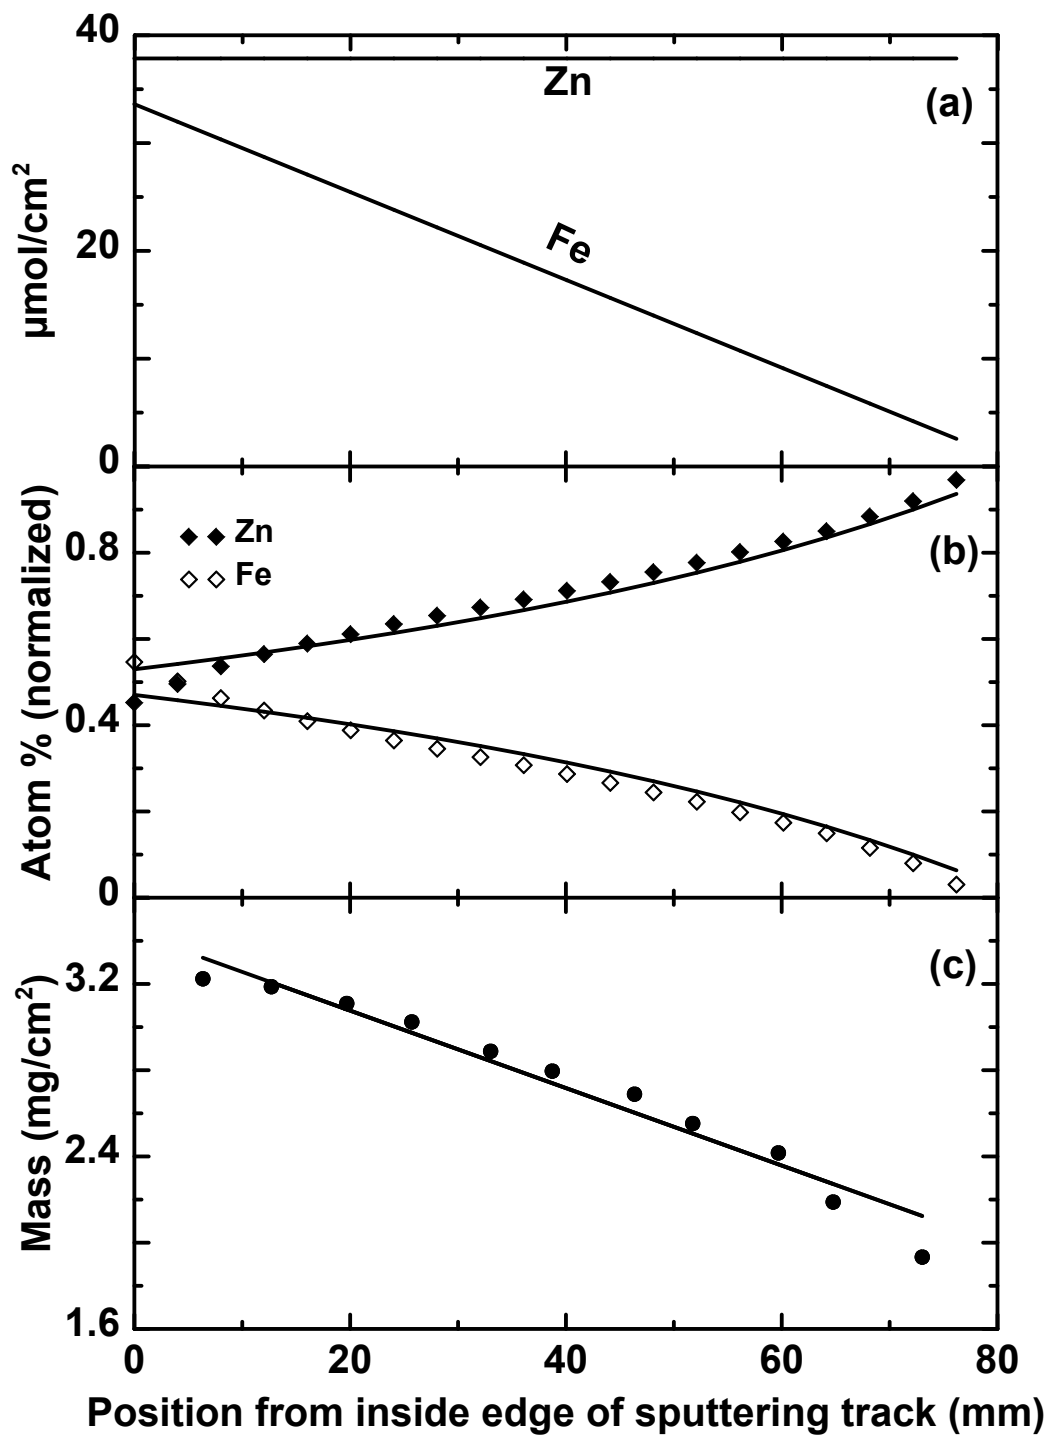 40
Zn
(a)
µmol/cm²
Fe
20
0
Atom % (normalized)
Zn
Fe
(b)
0.8
0.4
0
(c)
Mass (mg/cm²)
3.2
2.4
1.6
0 20 40 60 80
Position from inside edge of sputtering track (mm)